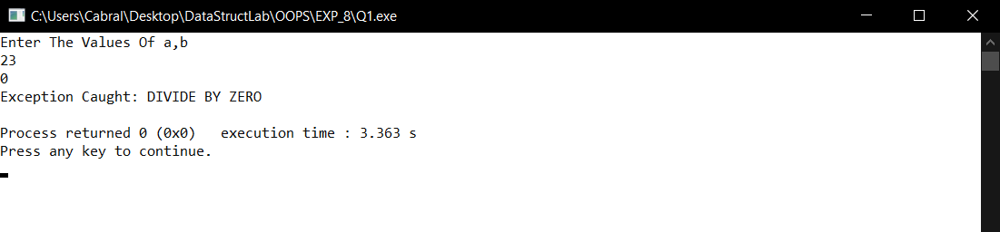 C:\Users\Cabral\Desktop\DataStructLab\OOPS\EXP_8\Q1.exe
Enter The Values Of a,b
23
0
Exception Caught: DIVIDE BY ZERO
Process returned 0 (0x0)   execution time : 3.363 s
Press any key to continue.